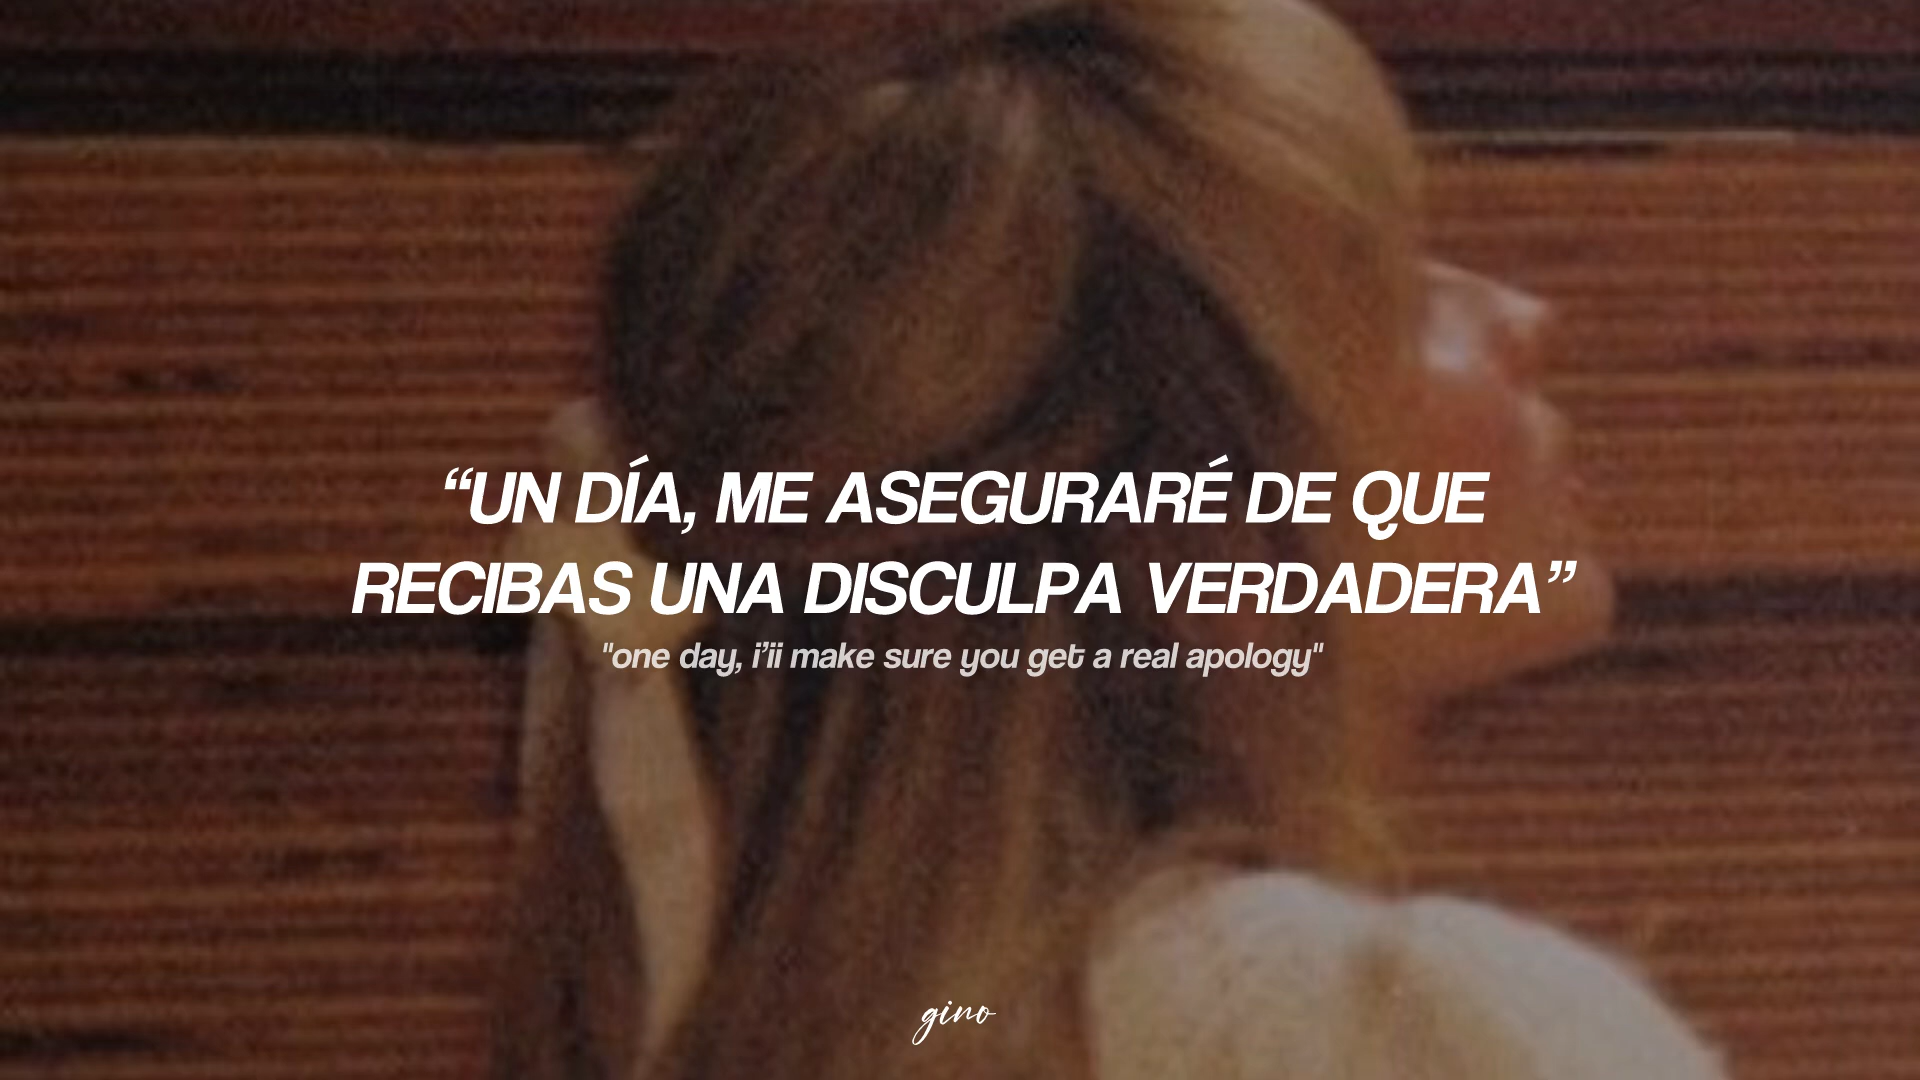 “UN DÍA, ME ASEGURARÉ DE QUE
RECIBAS UNA DISCULPA VERDADERA”
"one day, i’ii make sure you get a real apology"
gino